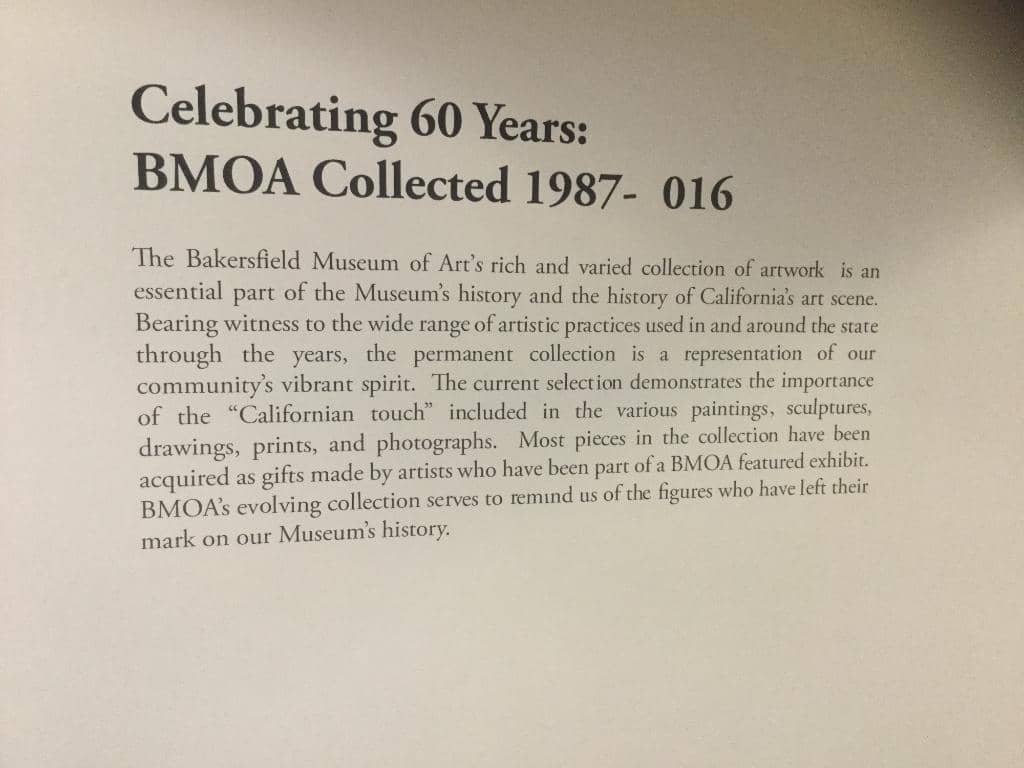 Celebrating 60 Years:
BMOA Collected 1987- 016
The Bakersfield Museum of Art's rich and varied collection of artwork is an
essential part of the Museum's history and the history of California's art scene.
Bearing witness to the wide range of artistic practices used in and around the state
through the years, the permanent collection is a representation of our
community's vibrant spirit. The current selection demonstrates the importance
of the “Californian touch” included in the various paintings, sculptures,
drawings, prints, and photographs. Most pieces in the collection have been
acquired as gifts made by artists who have been part of a BMOA featured exhibit.
BMOA's evolving collection serves to remind us of the figures who have left their
mark on our Museum's history.